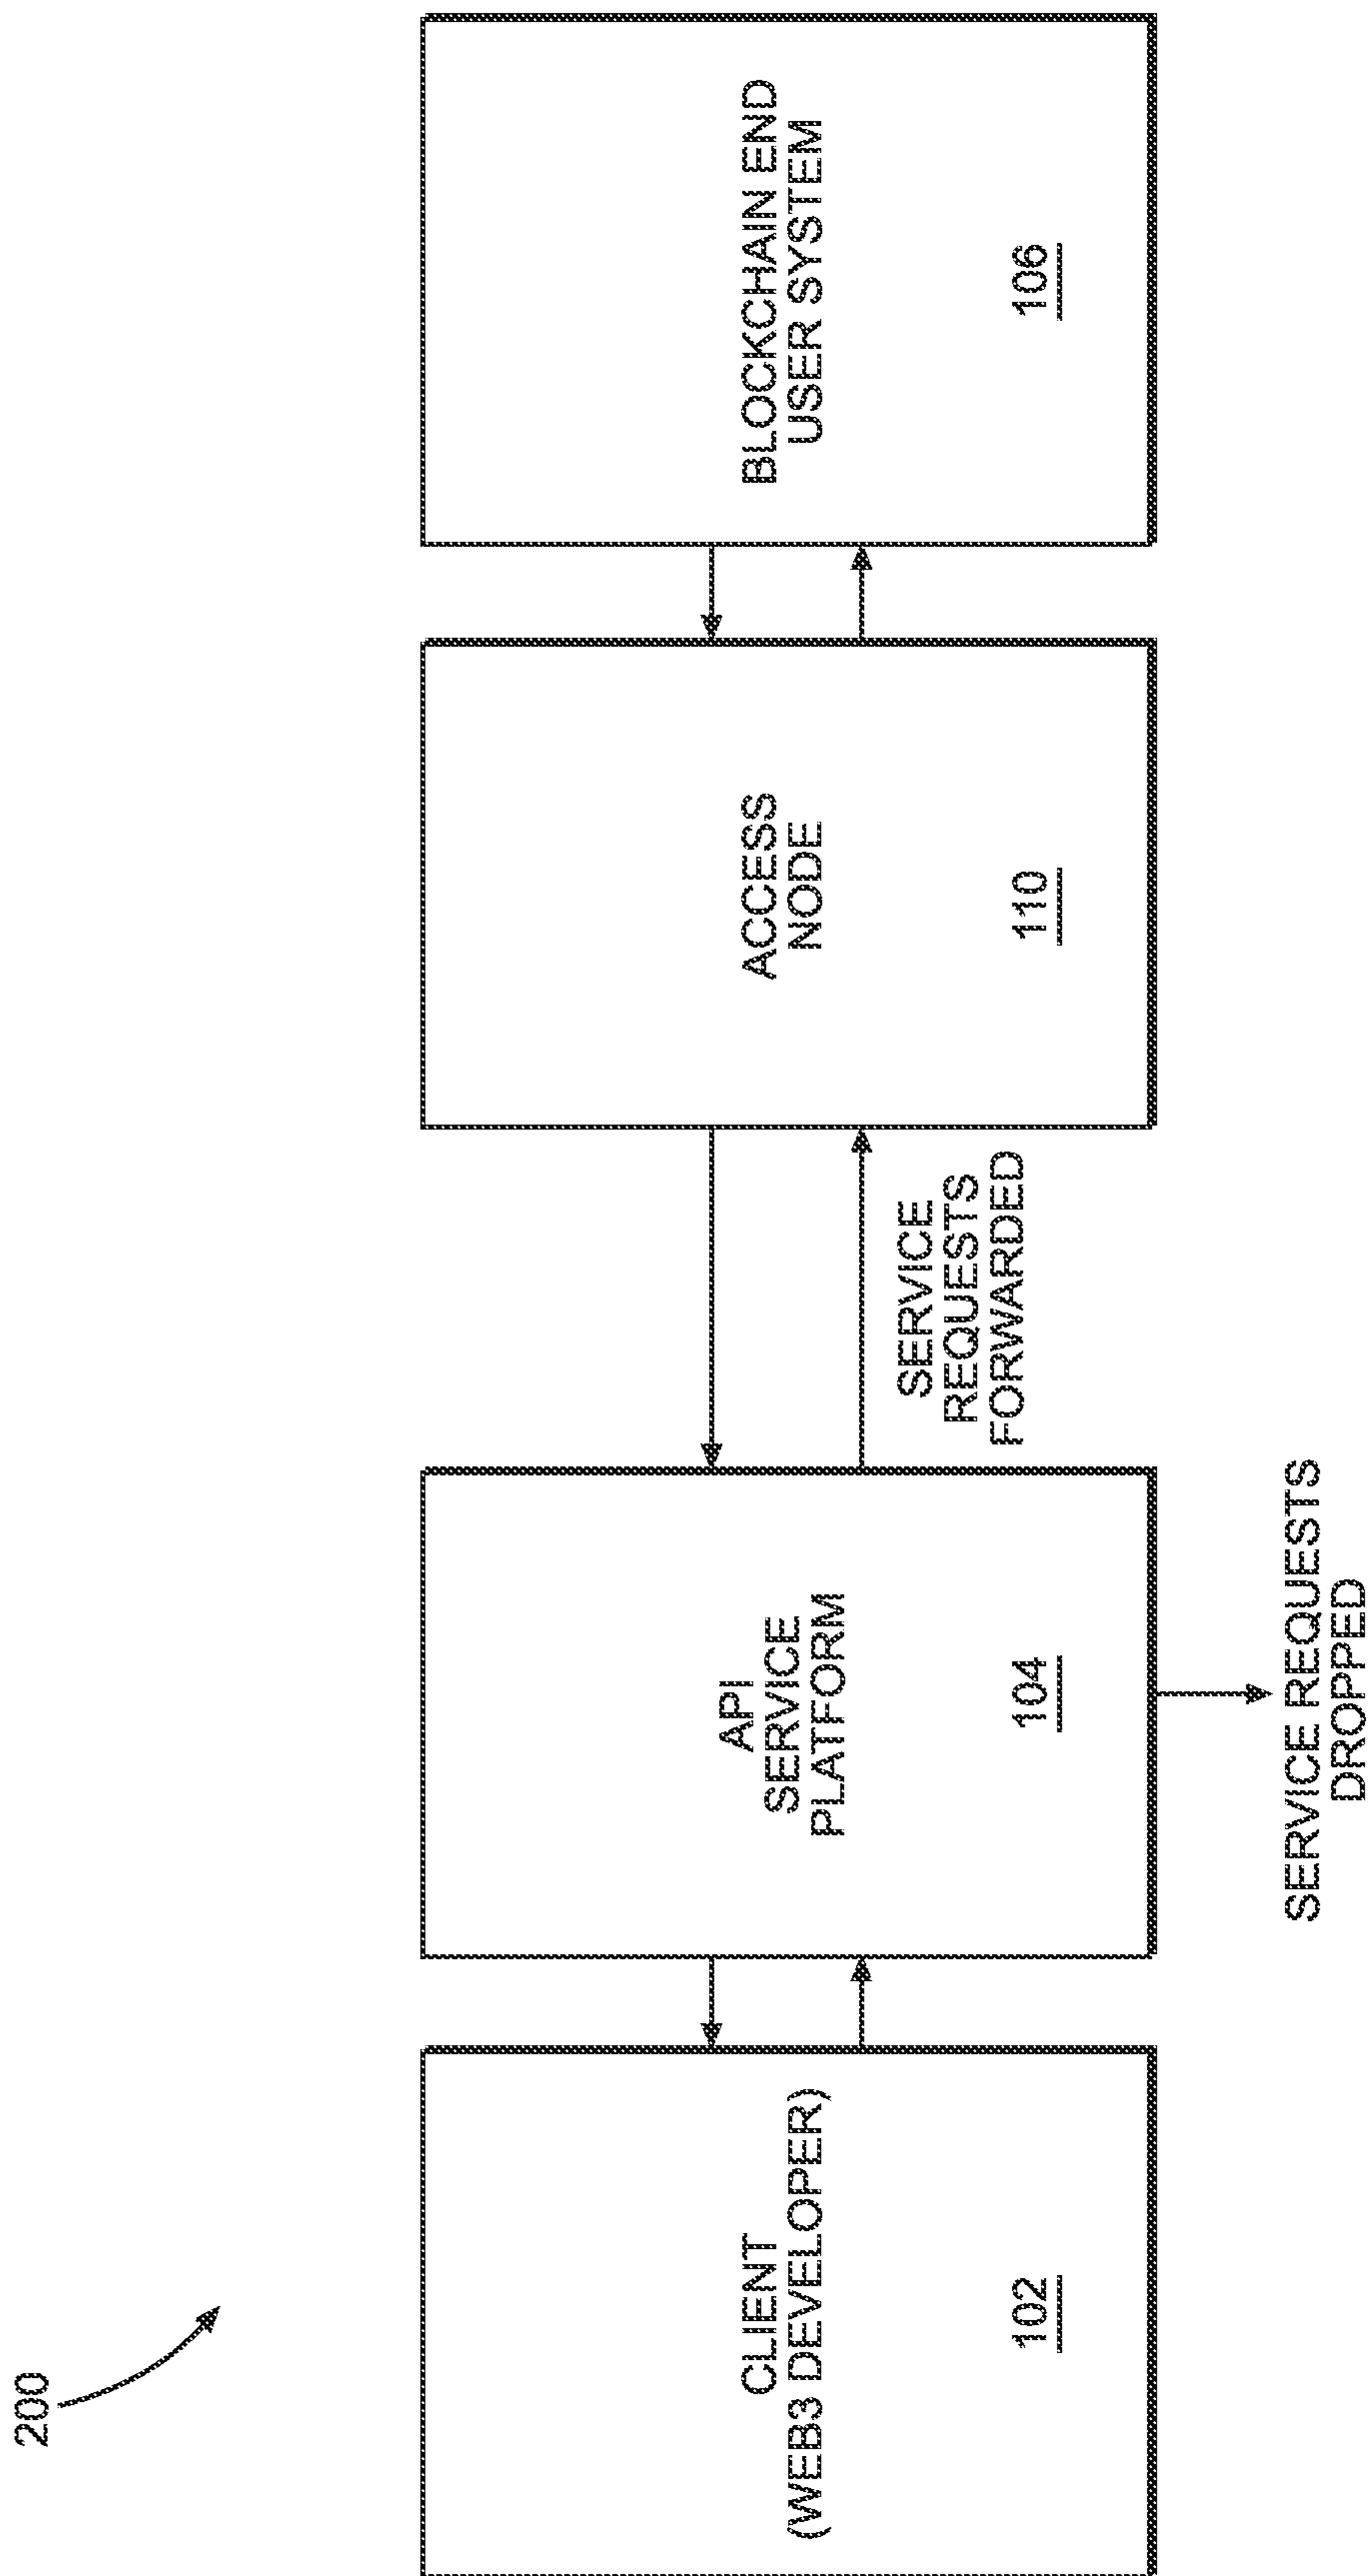 200
CLIENT
(WEB3 DEVELOPER)
102
API
SERVICE
PLATFORM
104
SERVICE REQUESTS
DROPPED
SERVICE
REQUESTS
FORWARDED
ACCESS
NODE
110
BLOCKCHAIN END
USER SYSTEM
106